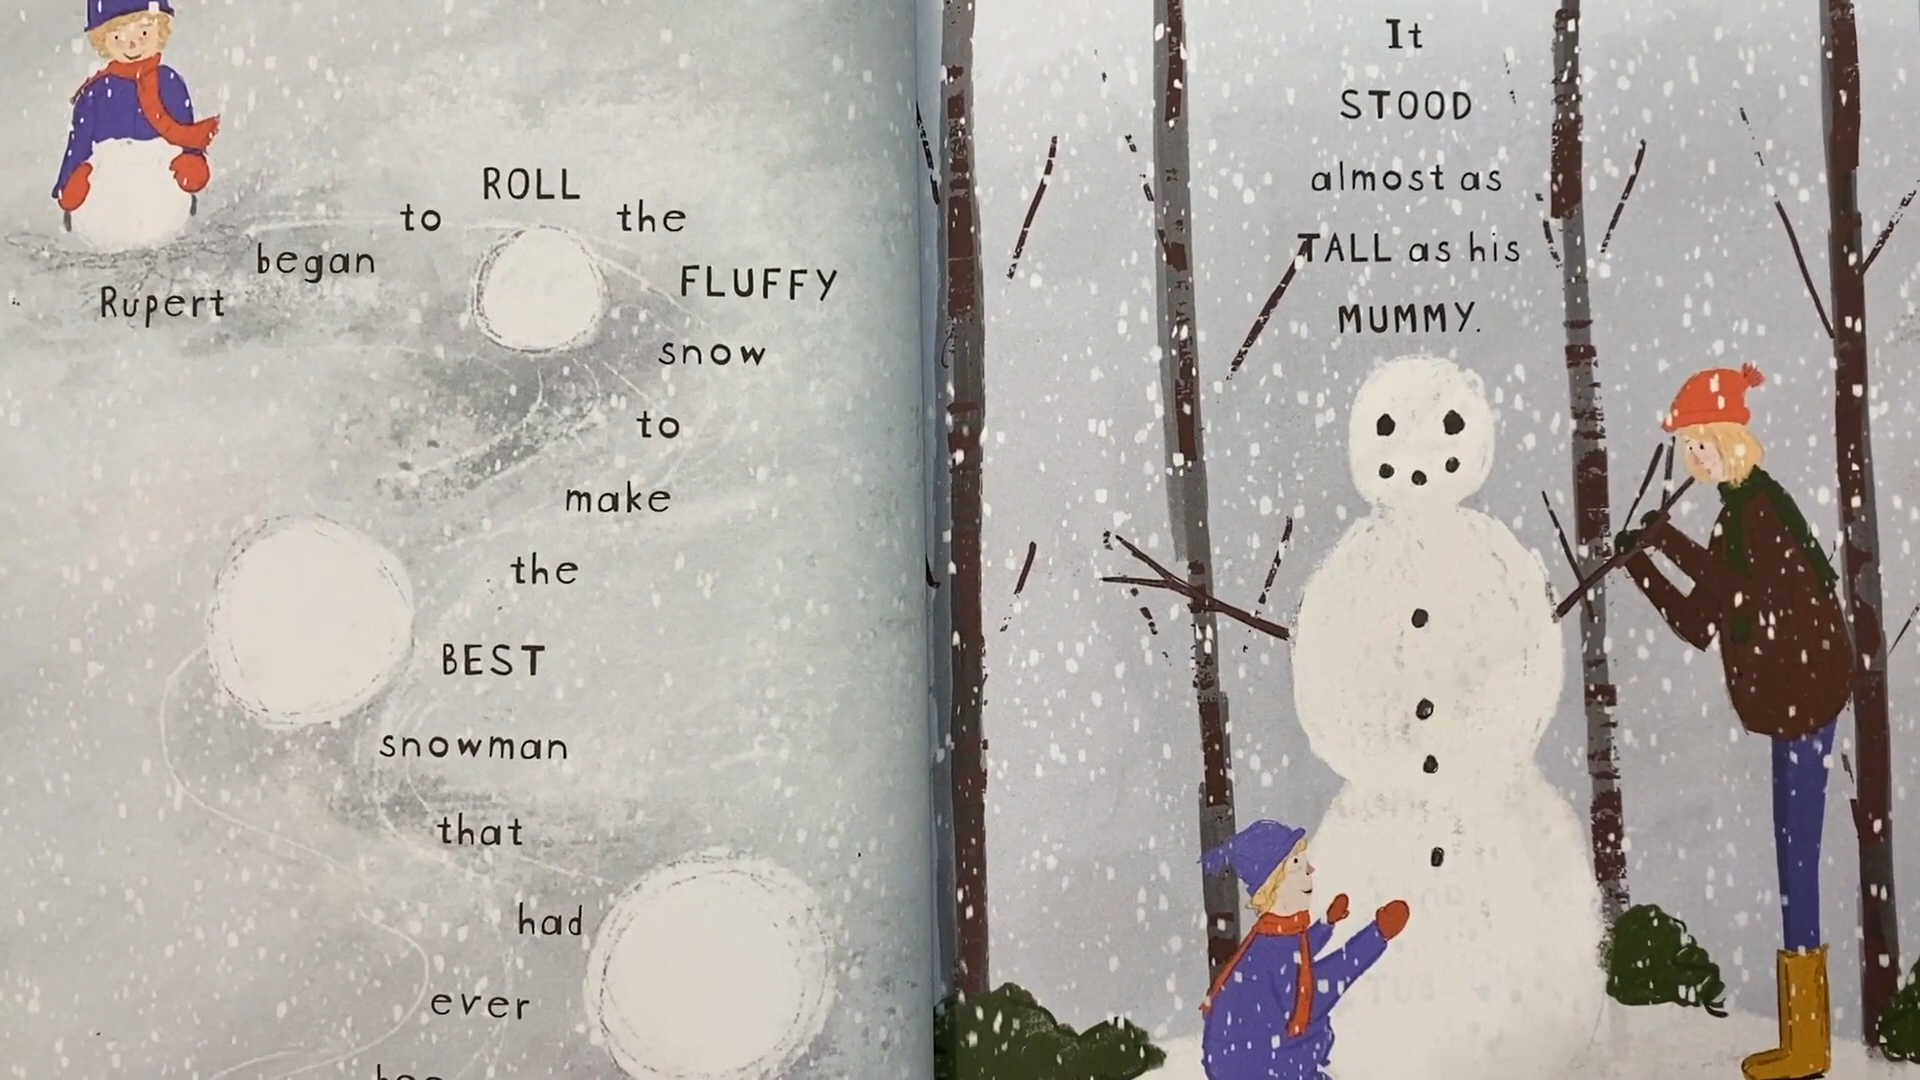 Rupert
began
to
ROLL
the
FLUFFY
snow
to
make
the
BEST
snowman
that
had
ever
It
STOOD
almost as
TALL as his
MUMMY.